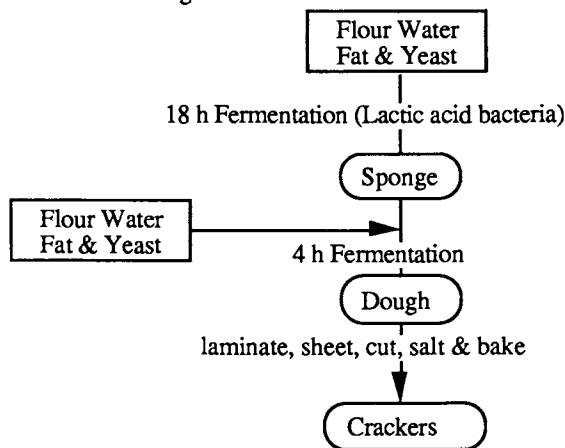 Flour Water
Fat & Yeast
18 h Fermentation (Lactic acid bacteria)
Sponge
Flour Water
Fat & Yeast
4 h Fermentation
Dough
laminate, sheet, cut, salt & bake
Crackers